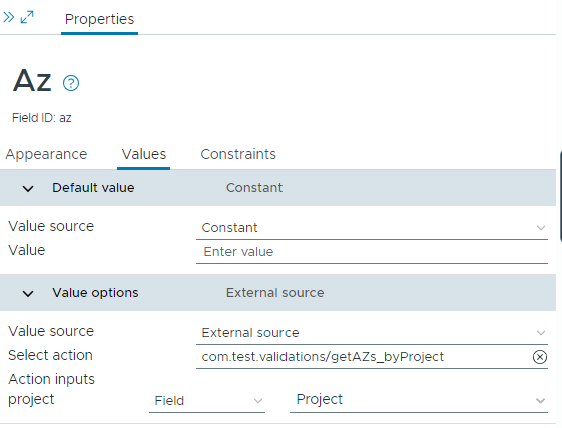 Properties
Az
Field ID: az
Appearance Values Constraints
Default value Constant
Value source Constant
Value Enter value
Value options External source
Value source External source
Select action com.test.validations/getAZs_byProject
Action inputs
project Field Project